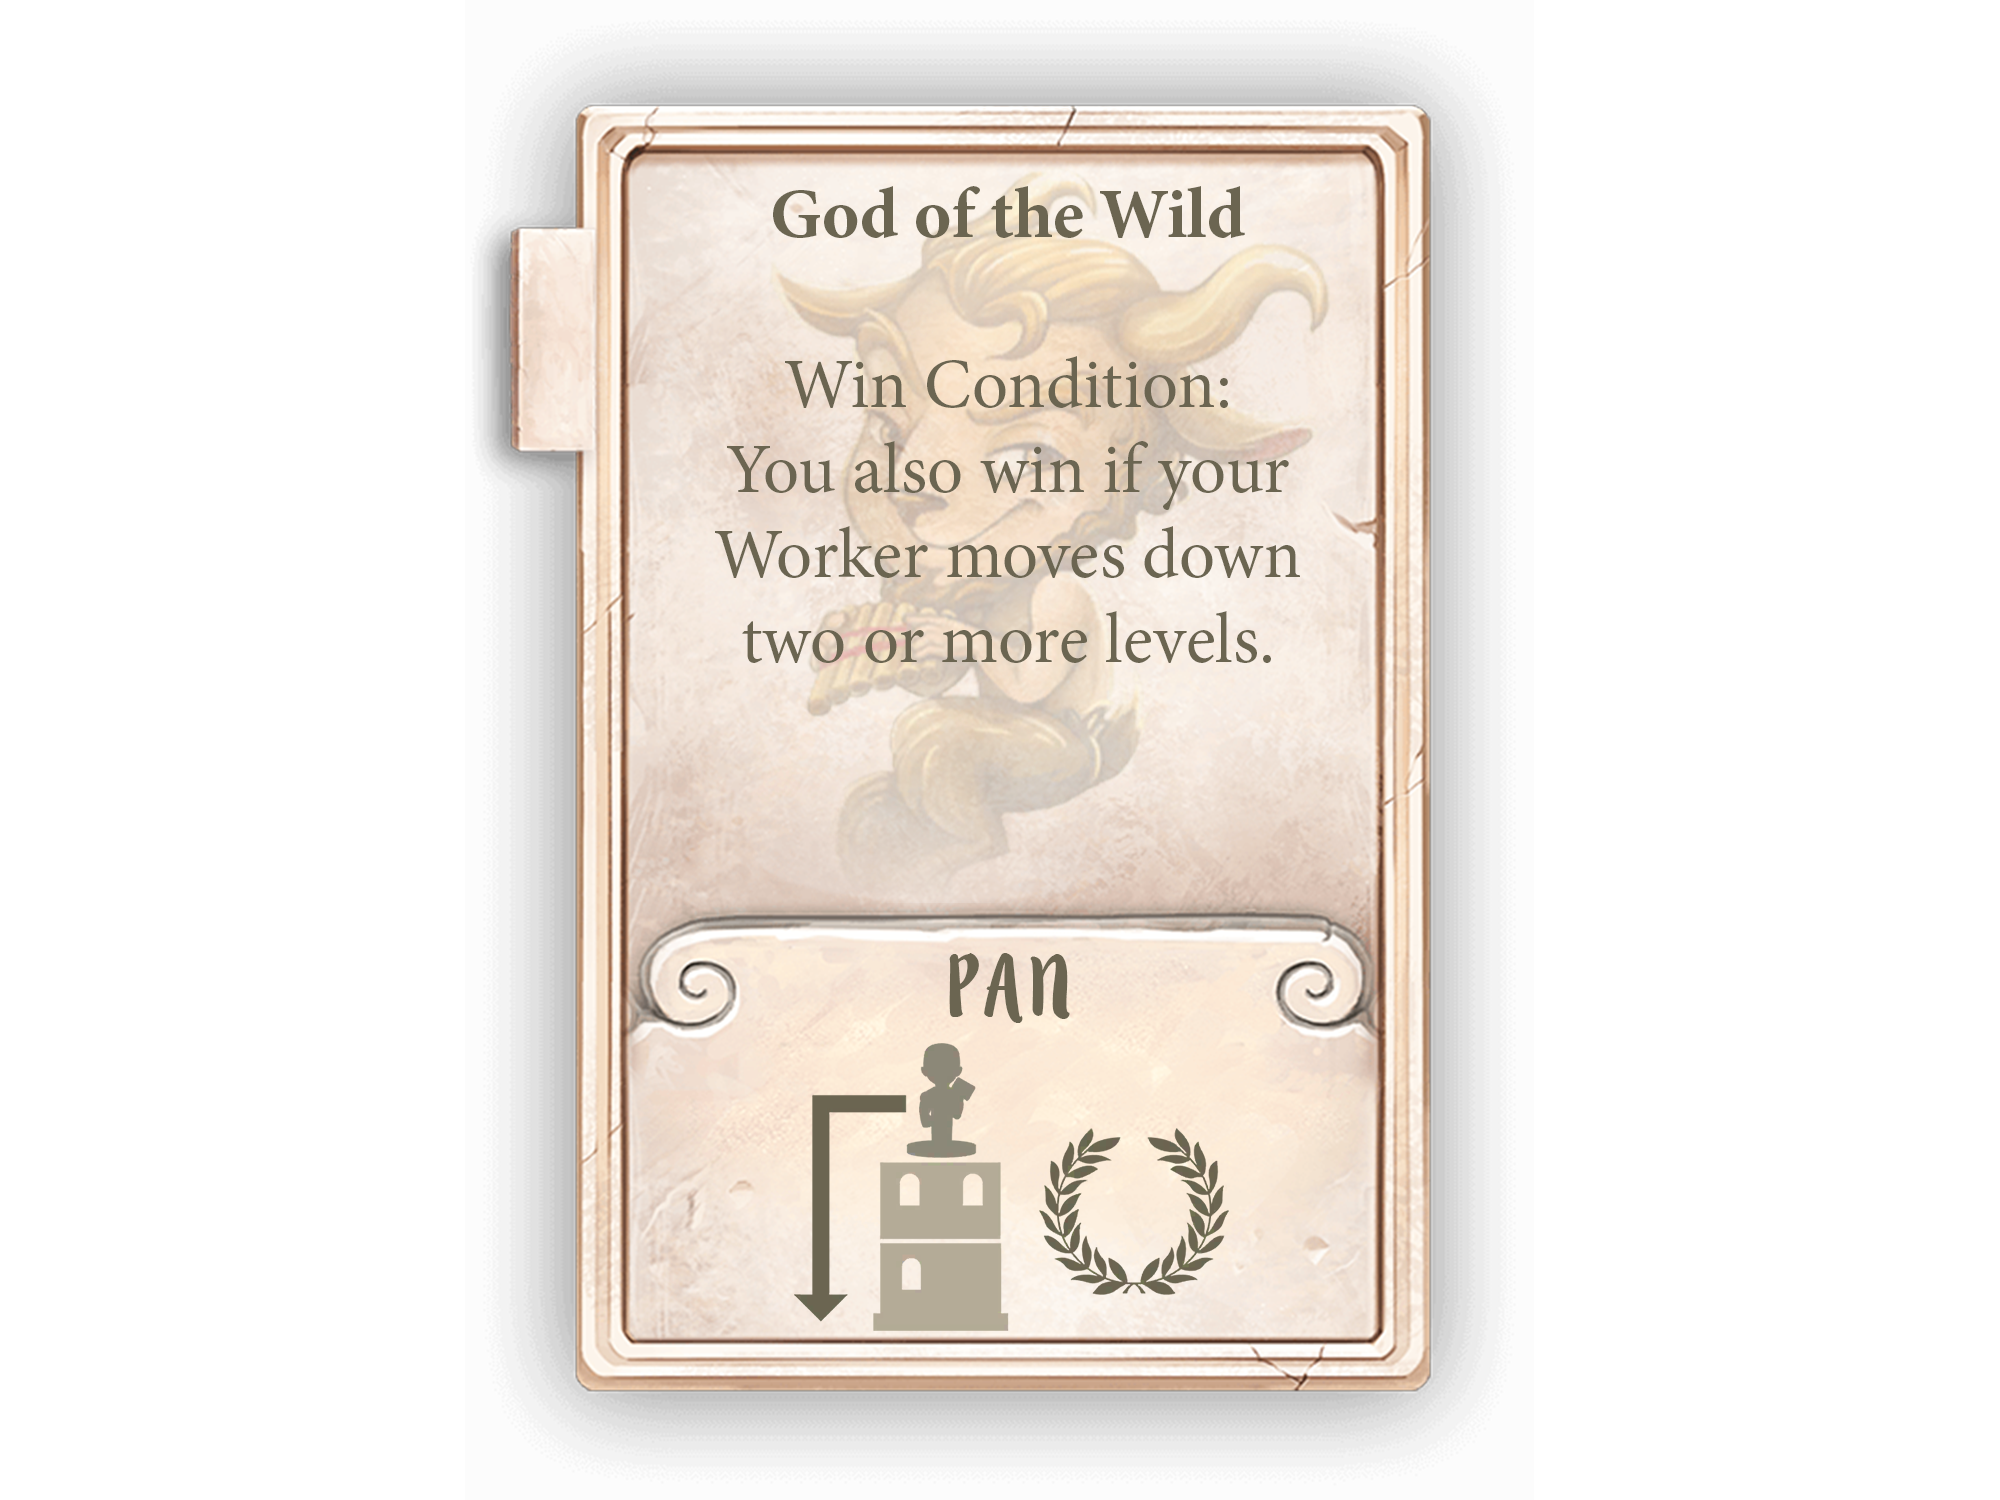 God of the Wild
Win Condition:
You also win if your
Worker moves down
two or more levels.
PAN